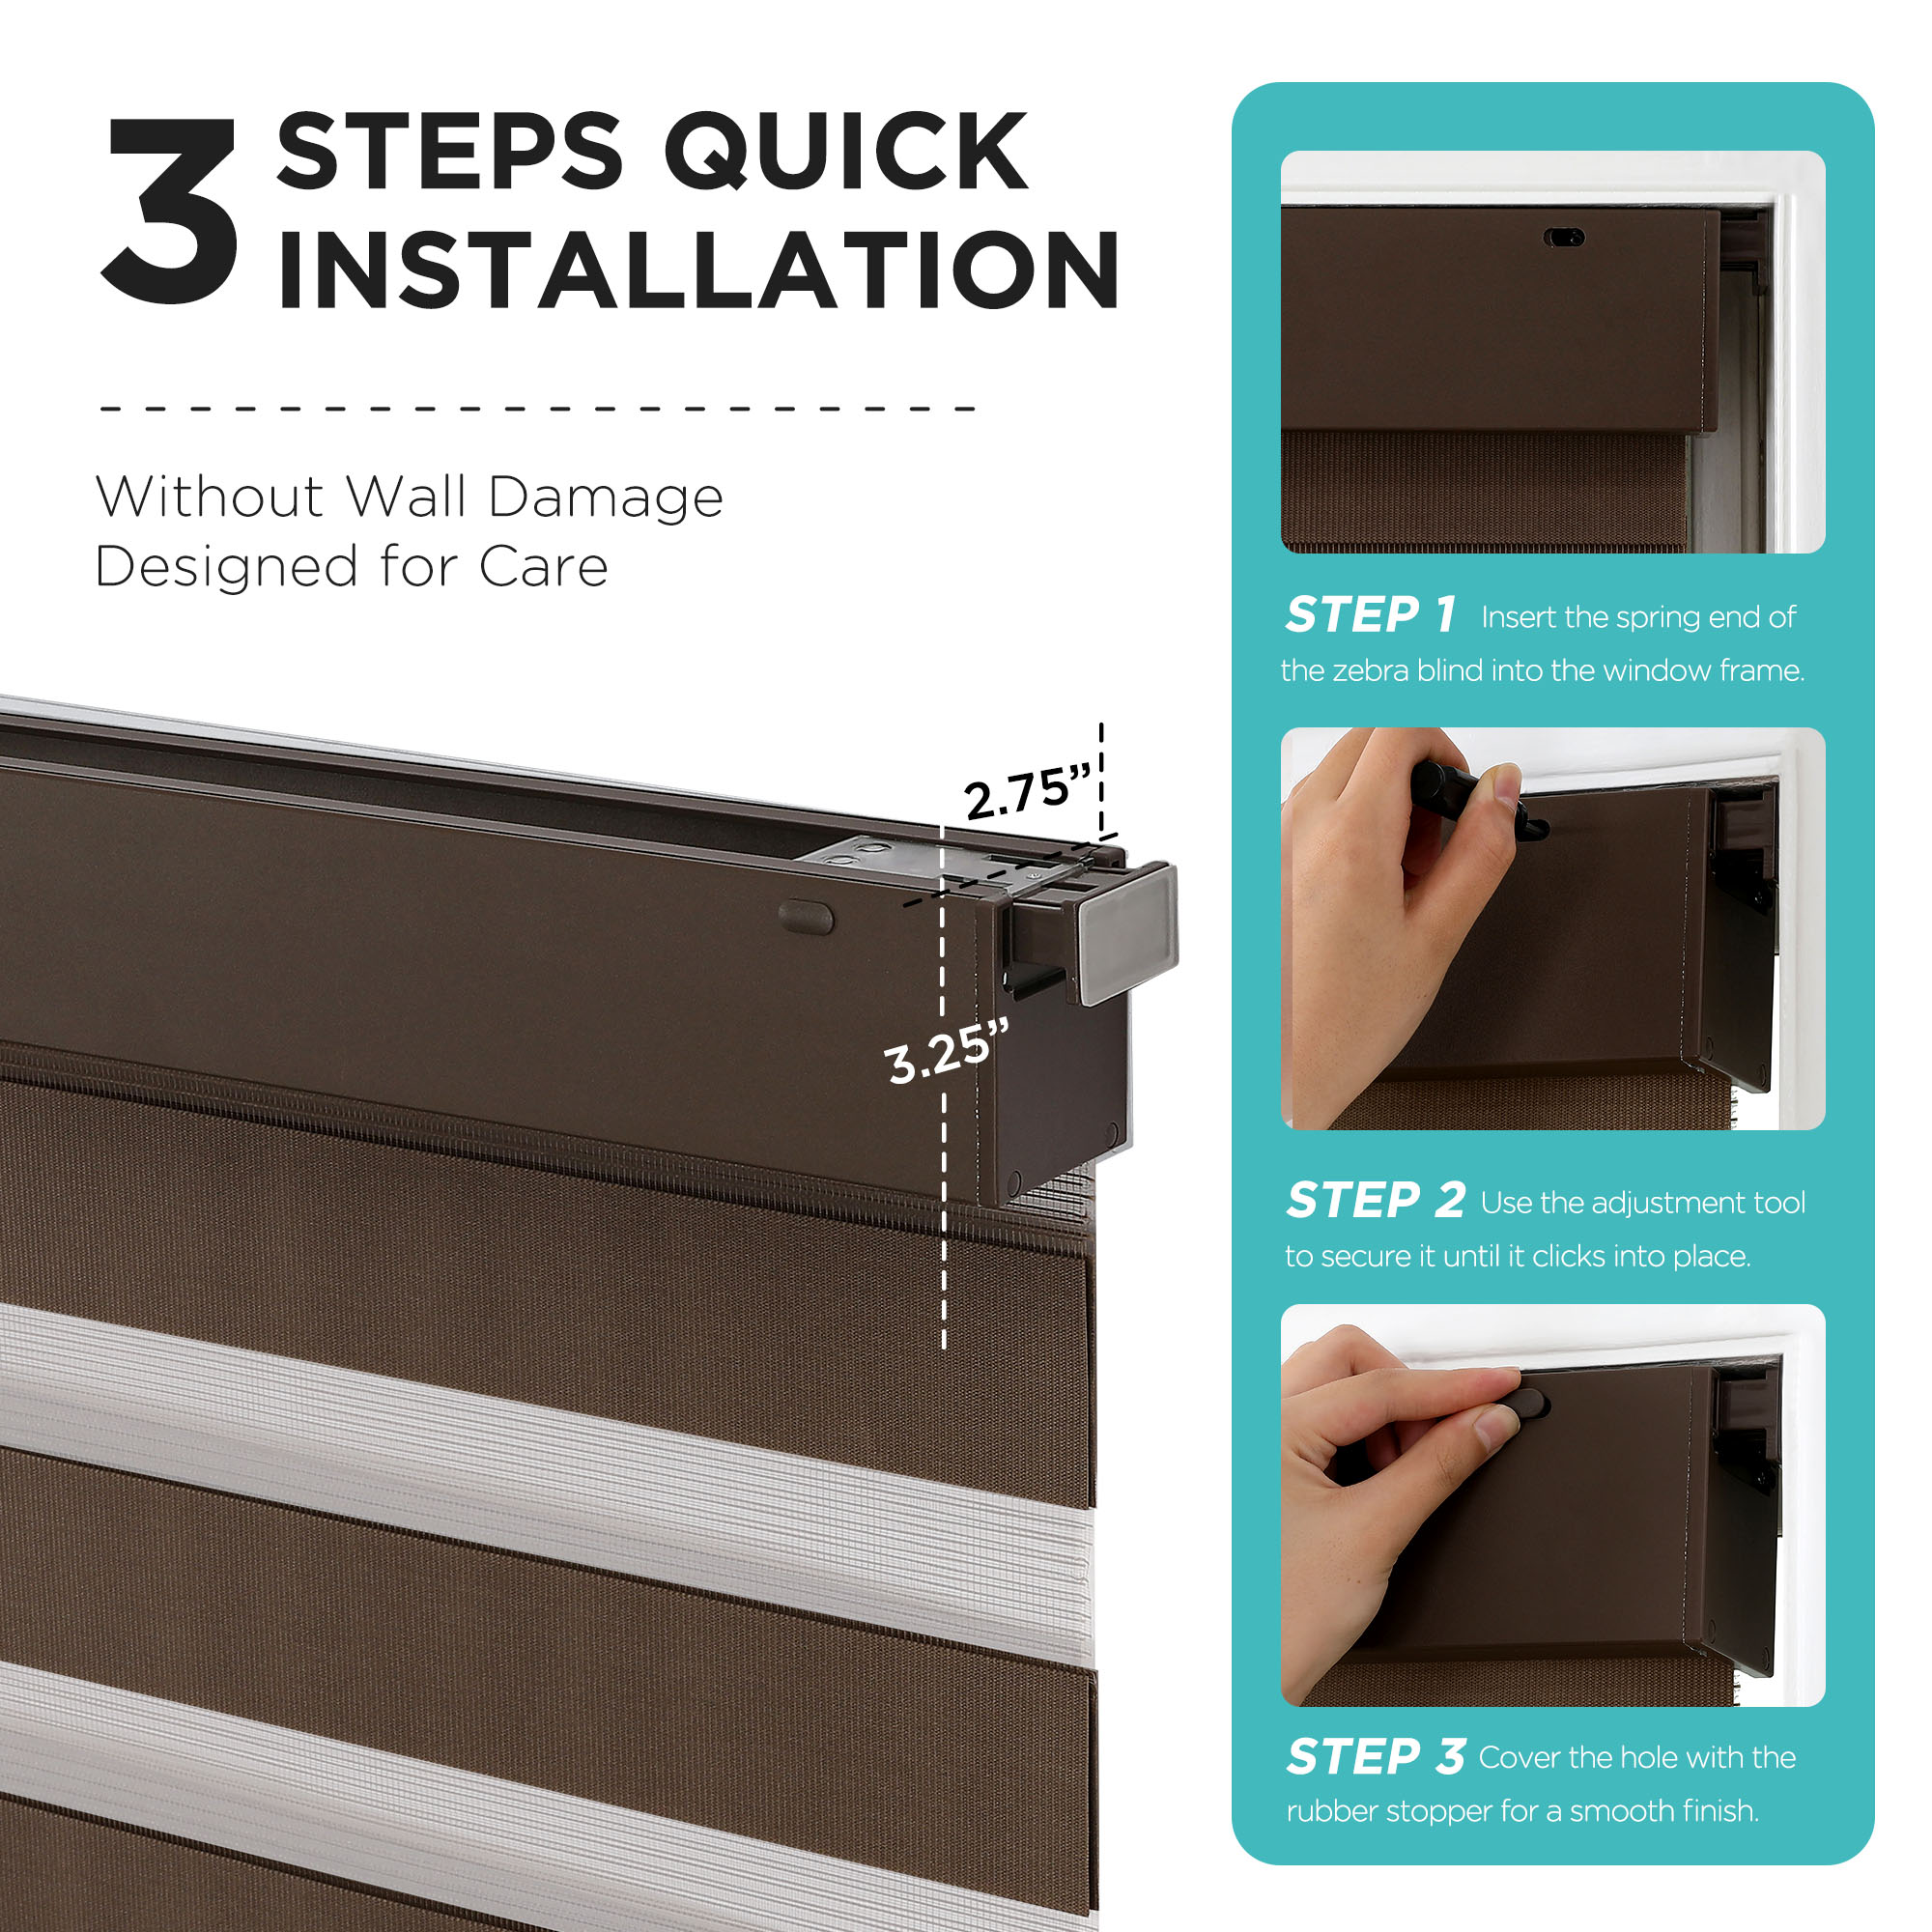 3 STEPS QUICK
INSTALLATION
Without Wall Damage
Designed for Care
2.75”
3.25”
STEP 1 Insert the spring end of
the zebra blind into the window frame.
STEP 2 Use the adjustment tool
to secure it until it clicks into place.
STEP 3 Cover the hole with the
rubber stopper for a smooth finish.